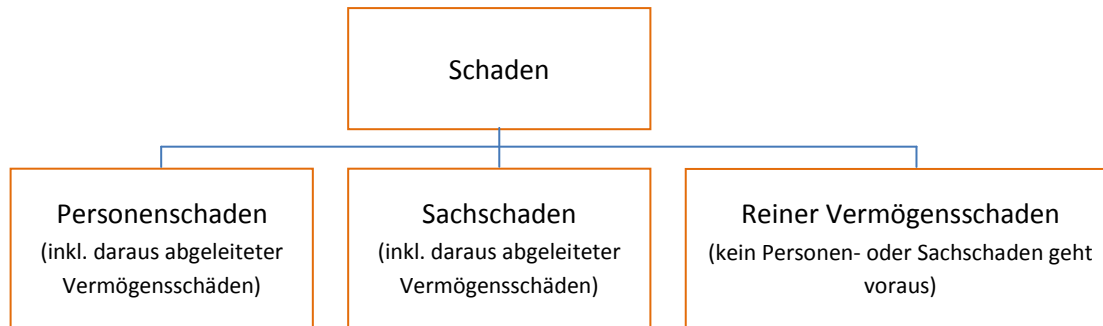 Schaden
Personenschaden
(inkl. daraus abgeleiteter
Vermögensschäden)
Sachschaden
(inkl. daraus abgeleiteter
Vermögensschäden)
Reiner Vermögensschaden
(kein Personen- oder Sachschaden geht
voraus)